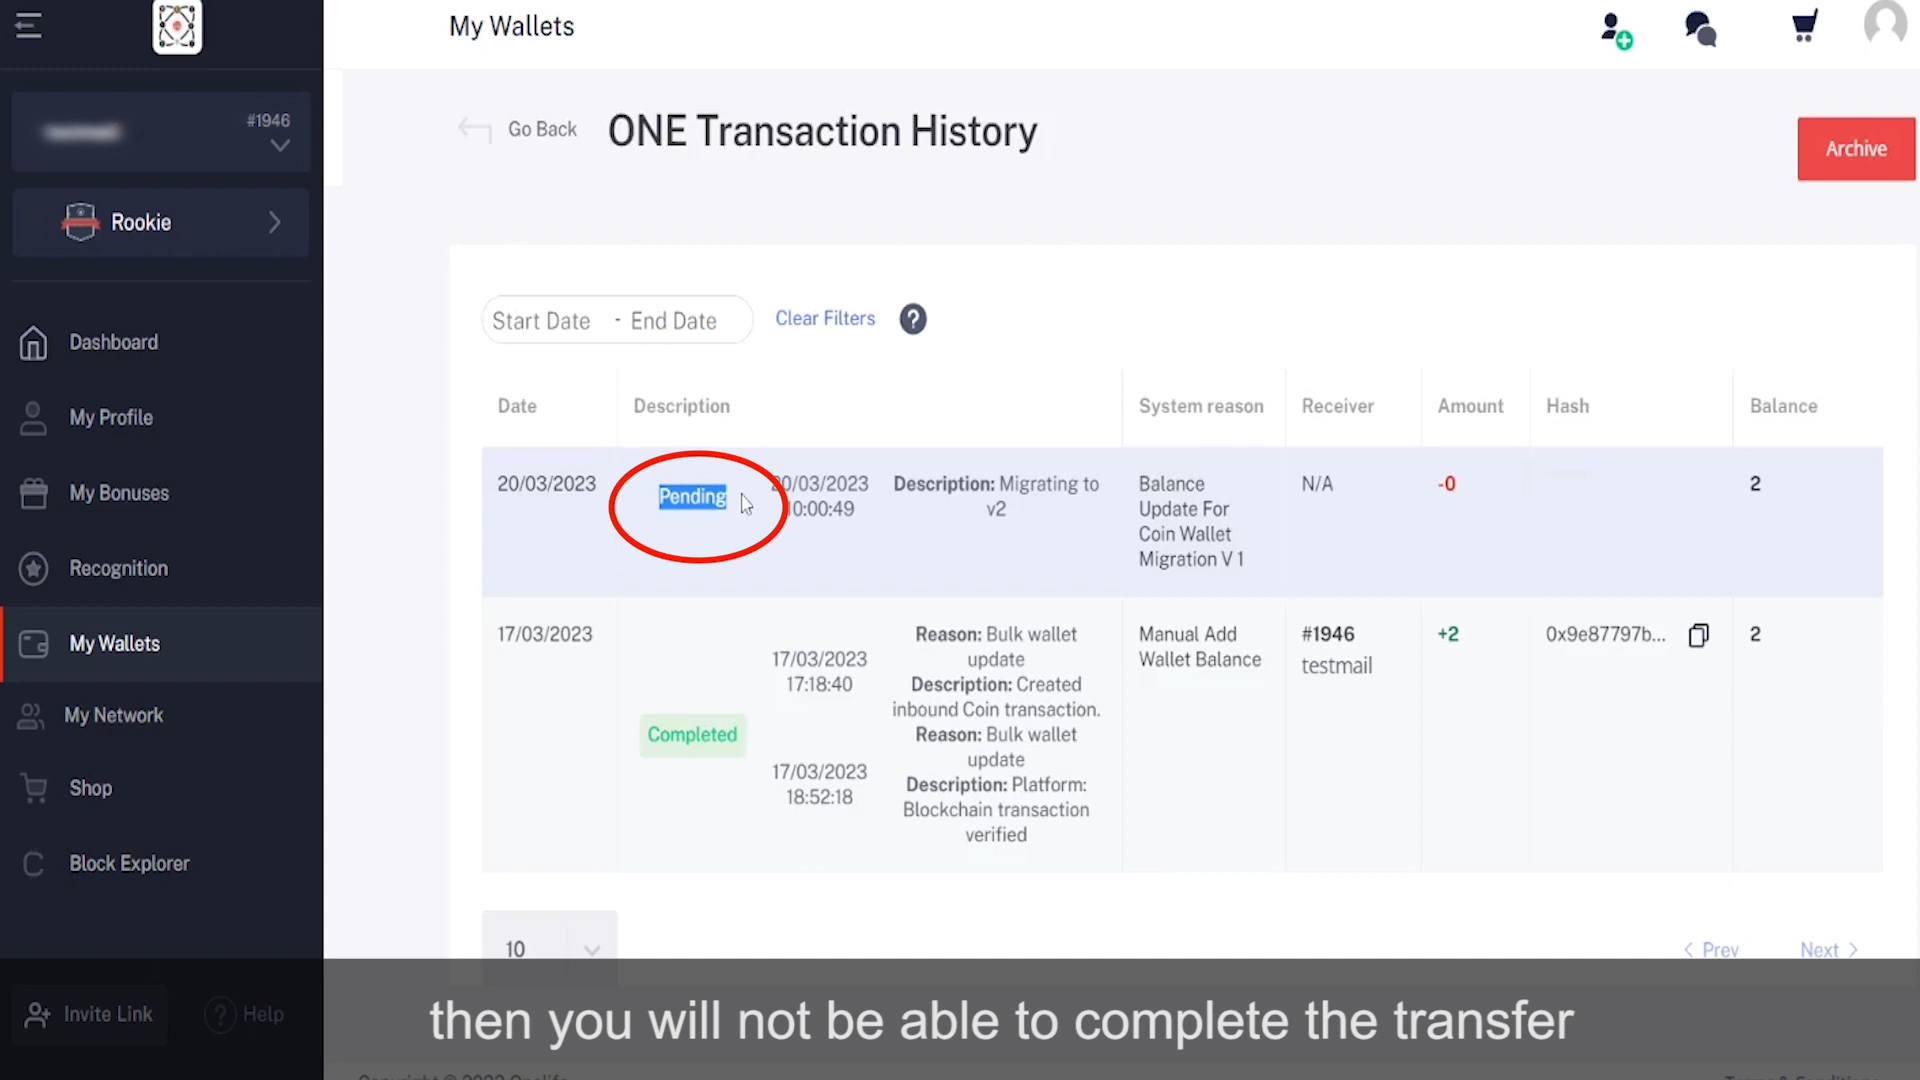 My Wallets
#1946
Rookie
Dashboard
My Profile
My Bonuses
Recognition
My Wallets
My Network
Shop
C Block Explorer
Invite Link
? Help
Go Back
ONE Transaction History
Archive
Start Date - End Date
Clear Filters ?
Date Description System reason Receiver Amount Hash Balance
20/03/2023
Pending
20/03/2023
10:00:49
Description: Migrating to
v2
Balance
Update For
Coin Wallet
Migration V 1
N/A
-0
2
17/03/2023
Completed
17/03/2023
17:18:40
17/03/2023
18:52:18
Reason: Bulk wallet
update
Description: Created
inbound Coin transaction.
Reason: Bulk wallet
update
Description: Platform:
Blockchain transaction
verified
Manual Add
Wallet Balance
#1946
testmail
+2
0x9e87797b...
2
10
< Prev Next >
then you will not be able to complete the transfer